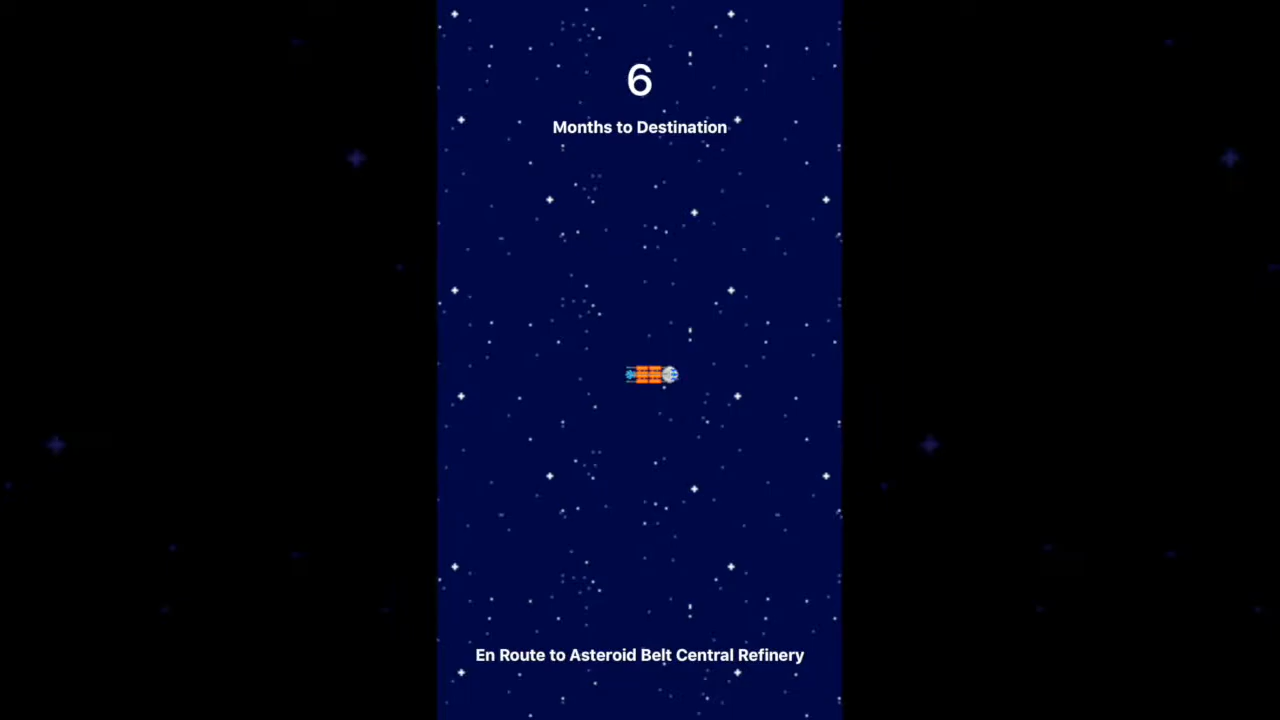 6
Months to Destination
En Route to Asteroid Belt Central Refinery